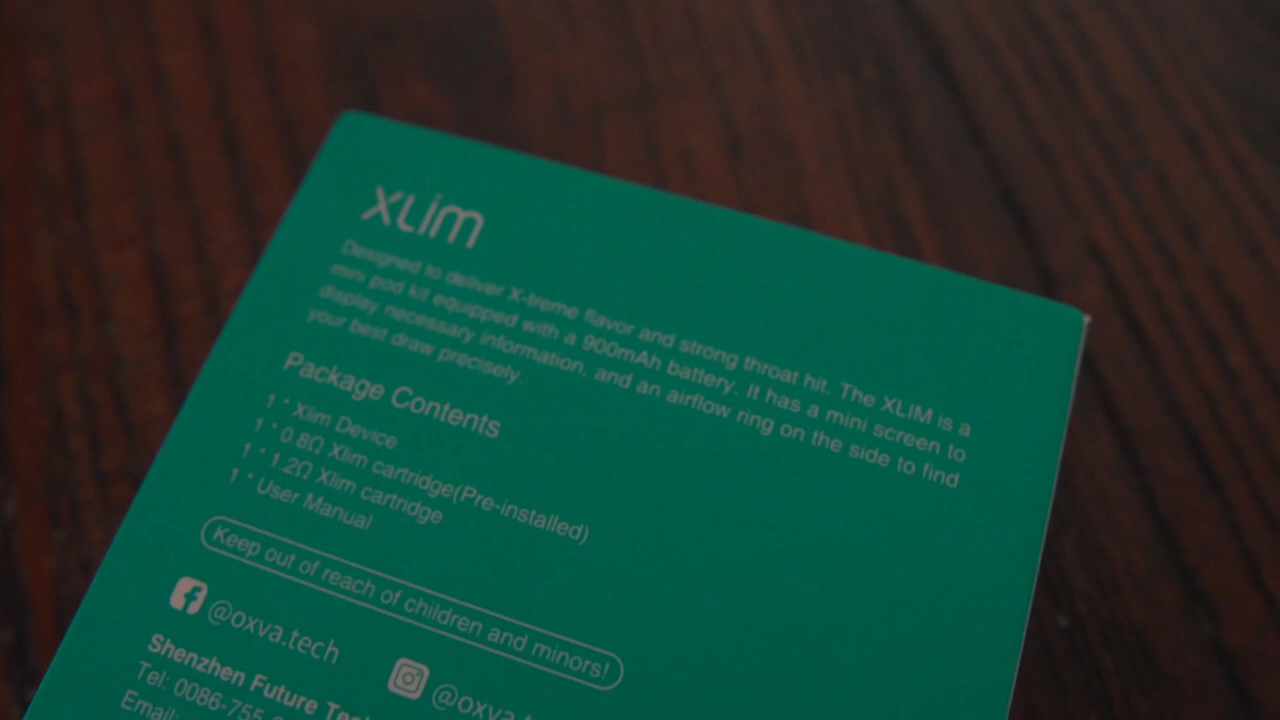 XLIM
Designed to deliver X-treme flavor and strong throat hit. The XLIM is a
mini pod kit equipped with a 900mAh battery. It has a mini screen to
display necessary information, and an airflow ring on the side to find
your best draw precisely.
Package Contents
1 * Xlim Device
1 * 0.8Ω Xlim cartridge(Pre-installed)
1 * 1.2Ω Xlim cartridge
1 * User Manual
Keep out of reach of children and minors!
@oxva.tech
@oxva.t
Shenzhen Future Tech
Tel: 0086-755-
Email: